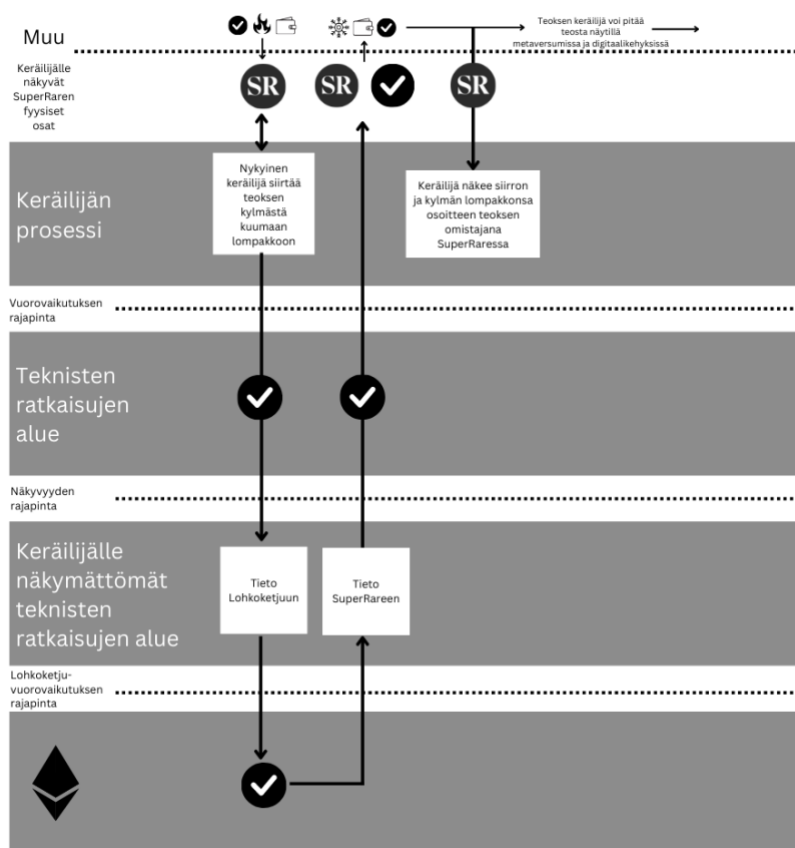 Muu
Teoksen keräilijä voi pitää
teosta näytillä
metaversumissa ja digitaalikehyksissä
Keräilijälle
näkyvät
SuperRaren
fyysiset
osat
SR
SR
SR
Keräilijän
prosessi
Nykyinen
keräilijä siirtää
teoksen
kylmästä
kuumaan
lompakkoon
Keräilijä näkee siirron
ja kylmän lompakkonsa
osoitteen teoksen
omistajana
SuperRaressa
Vuorovaikutuksen
rajapinta
Teknisten
ratkaisujen
alue
Näkyvyyden
rajapinta
Keräilijälle
näkymättömät
teknisten
ratkaisujen alue
Tieto
Lohkoketjuun
Tieto
SuperRareen
Lohkoketju-
vuorovaikutuksen
rajapinta